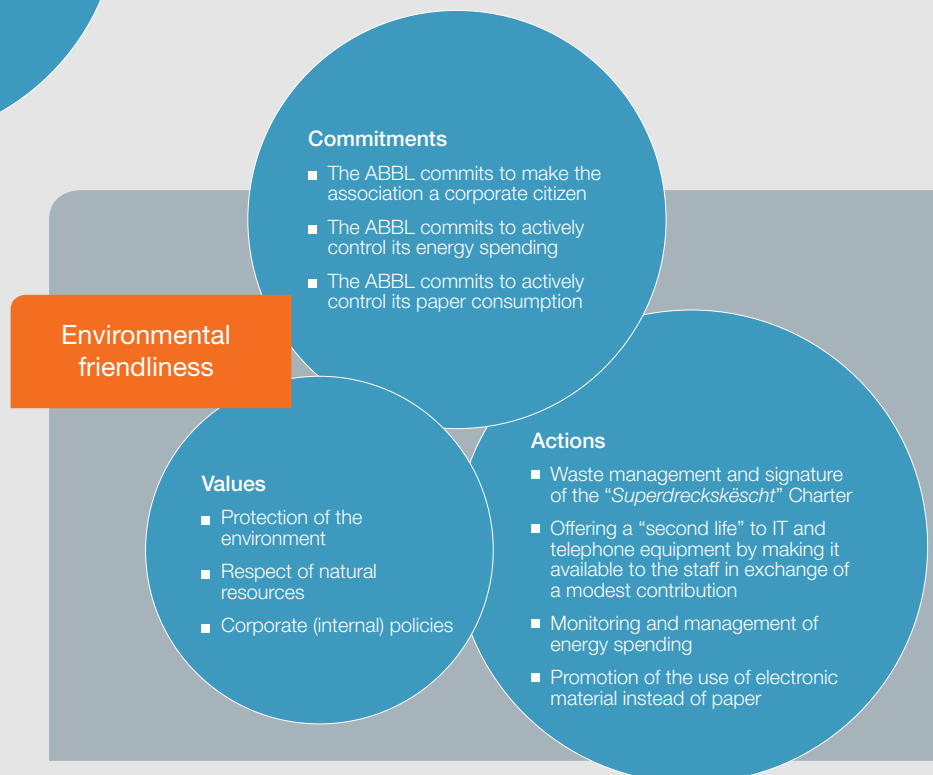 Commitments
■ The ABBL commits to make the
association a corporate citizen
■ The ABBL commits to actively
control its energy spending
■ The ABBL commits to actively
control its paper consumption
Environmental
friendliness
Values
■ Protection of the
environment
■ Respect of natural
resources
■ Corporate (internal) policies
Actions
■ Waste management and signature
of the “Superdreckskëscht” Charter
■ Offering a “second life” to IT and
telephone equipment by making it
available to the staff in exchange of
a modest contribution
■ Monitoring and management of
energy spending
■ Promotion of the use of electronic
material instead of paper